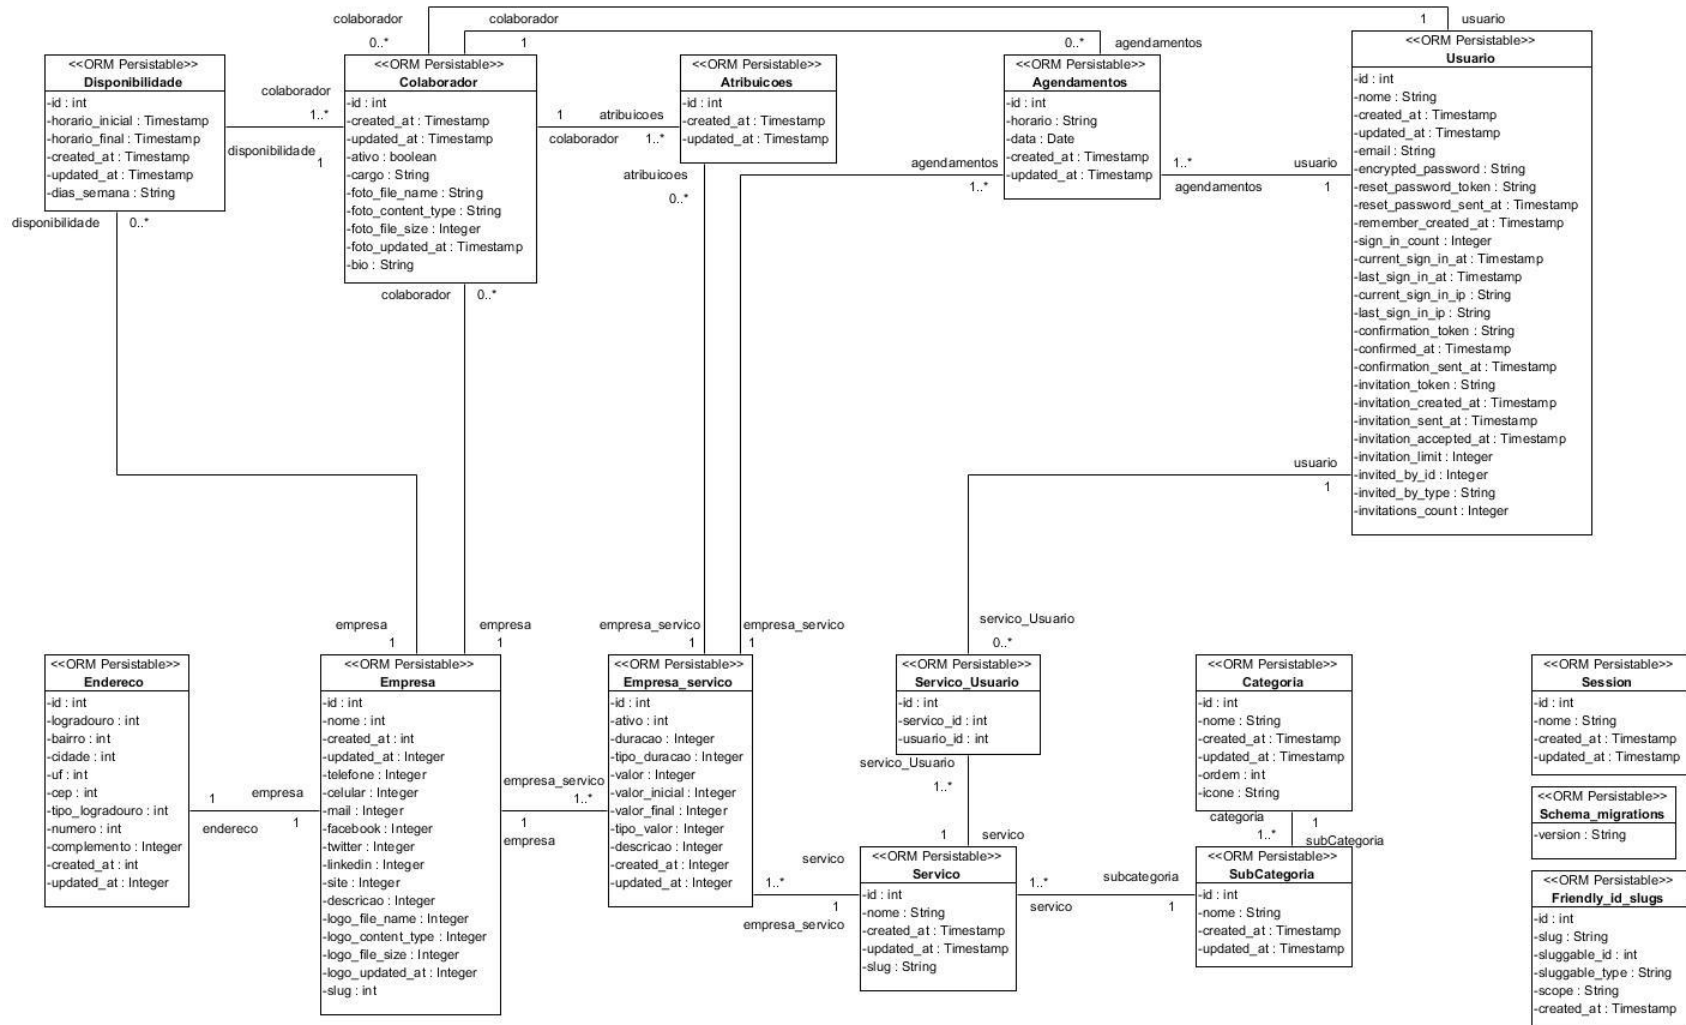 colaborador
colaborador
1
usuario
0..*
1
0..*
agendamentos
<<ORM Persistable>>
Disponibilidade
-id : int
-horario_inicial : Timestamp
-horario_final : Timestamp
-created_at : Timestamp
-updated_at : Timestamp
-dias_semana : String
colaborador
1..*
disponibilidade
1
disponibilidade
0..*
<<ORM Persistable>>
Colaborador
-id : int
-created_at : Timestamp
-updated_at : Timestamp
-ativo : boolean
-cargo : String
-foto_file_name : String
-foto_content_type : String
-foto_file_size : Integer
-foto_updated_at : Timestamp
-bio : String
colaborador
0..*
1
atribuicoes
colaborador
1..*
<<ORM Persistable>>
Atribuicoes
-id : int
-created_at : Timestamp
-updated_at : Timestamp
atribuicoes
0..*
<<ORM Persistable>>
Agendamentos
-id : int
-horario : String
-data : Date
-created_at : Timestamp
-updated_at : Timestamp
agendamentos
1..*
1..*
usuario
agendamentos
1
<<ORM Persistable>>
Usuario
-id : int
-nome : String
-created_at : Timestamp
-updated_at : Timestamp
-email : String
-encrypted_password : String
-reset_password_token : String
-reset_password_sent_at : Timestamp
-remember_created_at : Timestamp
-sign_in_count : Integer
-current_sign_in_at : Timestamp
-last_sign_in_at : Timestamp
-current_sign_in_ip : String
-last_sign_in_ip : String
-confirmation_token : String
-confirmed_at : Timestamp
-confirmation_sent_at : Timestamp
-invitation_token : String
-invitation_created_at : Timestamp
-invitation_sent_at : Timestamp
-invitation_accepted_at : Timestamp
-invitation_limit : Integer
-invited_by_id : Integer
-invited_by_type : String
-invitations_count : Integer
usuario
1
empresa
1
empresa
1
empresa_servico
1
empresa_servico
1
servico_Usuario
0..*
<<ORM Persistable>>
Endereco
-id : int
-logradouro : int
-bairro : int
-cidade : int
-uf : int
-cep : int
-tipo_logradouro : int
-numero : int
-complemento : Integer
-created_at : int
-updated_at : Integer
1
empresa
endereco
1
<<ORM Persistable>>
Empresa
-id : int
-nome : int
-created_at : int
-updated_at : Integer
-telefone : Integer
-celular : Integer
-mail : Integer
-facebook : Integer
-twitter : Integer
-linkedin : Integer
-site : Integer
-descricao : Integer
-logo_file_name : Integer
-logo_content_type : Integer
-logo_file_size : Integer
-logo_updated_at : Integer
-slug : int
empresa_servico
1..*
1
empresa
<<ORM Persistable>>
Empresa_servico
-id : int
-ativo : int
-duracao : Integer
-tipo_duracao : Integer
-valor : Integer
-valor_inicial : Integer
-valor_final : Integer
-tipo_valor : Integer
-descricao : Integer
-created_at : Integer
-updated_at : Integer
servico
1..*
1
empresa_servico
<<ORM Persistable>>
Servico_Usuario
-id : int
-servico_id : int
-usuario_id : int
servico_Usuario
1..*
1
servico
<<ORM Persistable>>
Servico
-id : int
-nome : String
-created_at : Timestamp
-updated_at : Timestamp
-slug : String
1..*
subcategoria
servico
1
<<ORM Persistable>>
Categoria
-id : int
-nome : String
-created_at : Timestamp
-updated_at : Timestamp
-ordem : int
-icone : String
categoria
1
1..*
subCategoria
<<ORM Persistable>>
SubCategoria
-id : int
-nome : String
-created_at : Timestamp
-updated_at : Timestamp
<<ORM Persistable>>
Session
-id : int
-nome : String
-created_at : Timestamp
-updated_at : Timestamp
<<ORM Persistable>>
Schema_migrations
-version : String
<<ORM Persistable>>
Friendly_id_slugs
-id : int
-slug : String
-sluggable_id : int
-sluggable_type : String
-scope : String
-created_at : Timestamp